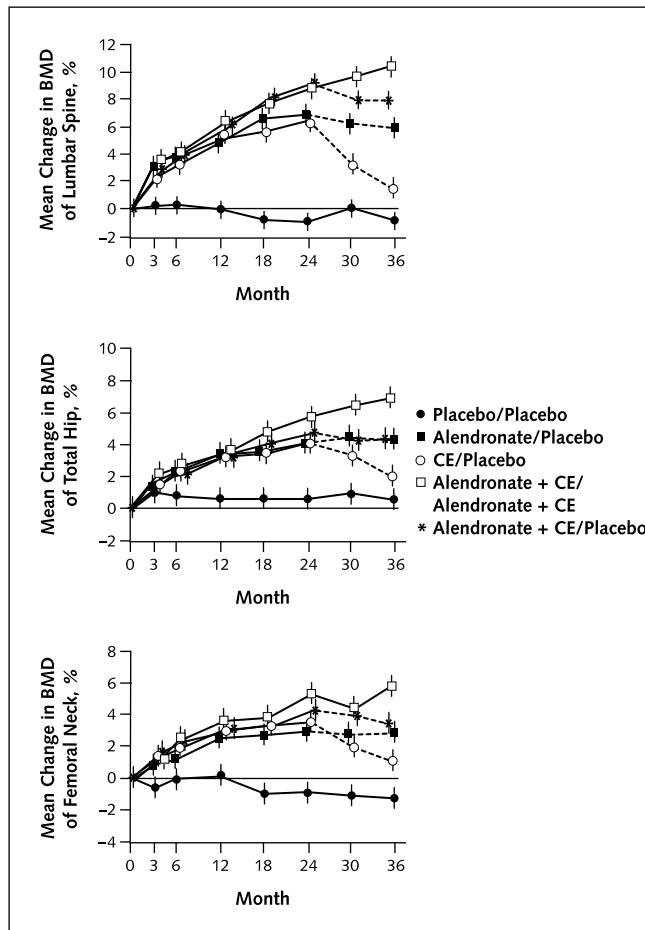 Mean Change in BMD
of Lumbar Spine, %
12
10
8
6
4
2
0
−2
0 3 6 12 18 24 30 36
Month
Mean Change in BMD
of Total Hip, %
10
8
6
4
2
0
−2
0 3 6 12 18 24 30 36
Month
Placebo/Placebo
Alendronate/Placebo
CE/Placebo
Alendronate + CE/
Alendronate + CE
Alendronate + CE/Placebo
Mean Change in BMD
of Femoral Neck, %
8
6
4
2
0
−2
−4
0 3 6 12 18 24 30 36
Month